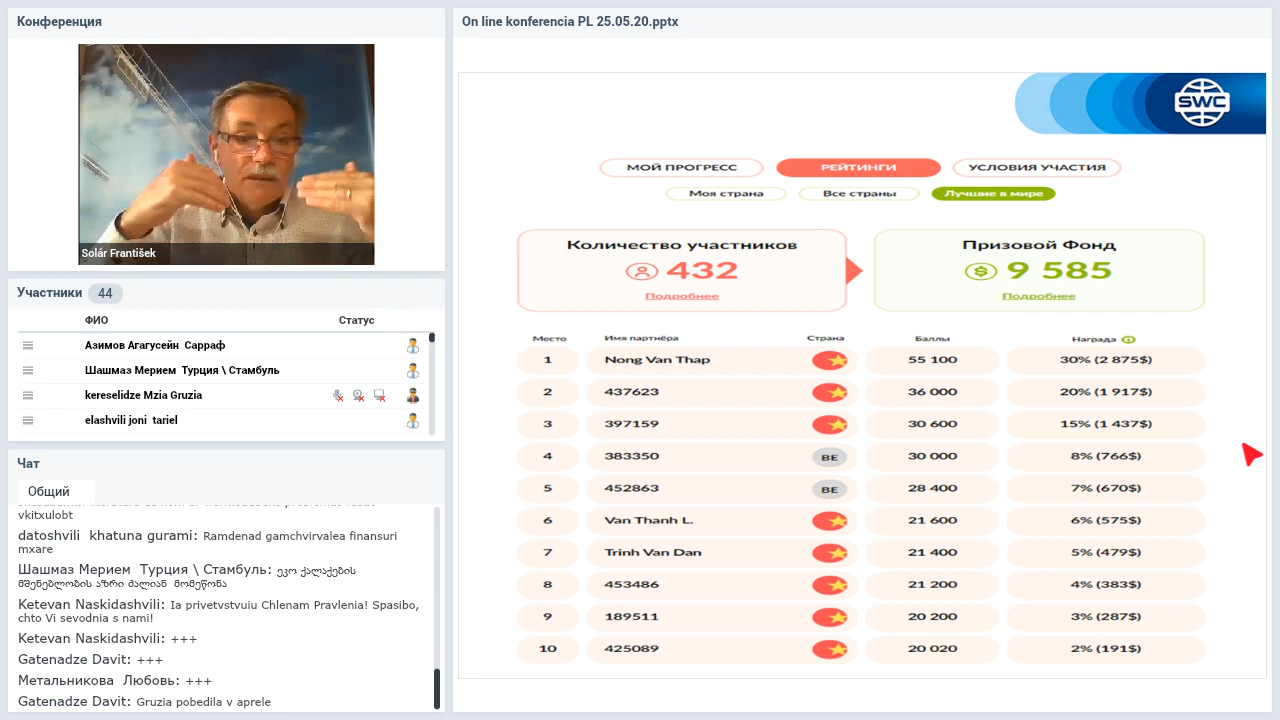 Конференция
Solár František
Участники 44
ФИО Статус
Азимов Агагусейн Сарраф
Шашмаз Мерием Турция \ Стамбуль
kereselidze Mzia Gruzia
elashvili joni tariel
Чат
Общий
vkitxulobt
datoshvili khatuna gurami: Ramdenad gamchvirvalea finansuri
mxare
Шашмаз Мерием Турция \ Стамбуль: ეკო ქალაქების
მშენებლობის აზრი ძალიან მომეწონა
Ketevan Naskidashvili: Ia privetvstvuiu Chlenam Pravlenia! Spasibo,
chto Vi sevodnia s nami!
Ketevan Naskidashvili: +++
Gatenadze Davit: +++
Метальникова Любовь: +++
Gatenadze Davit: Gruzia pobedila v aprele
On line konferencia PL 25.05.20.pptx
SWC
МОЙ ПРОГРЕСС РЕЙТИНГИ УСЛОВИЯ УЧАСТИЯ
Моя страна Все страны Лучшие в мире
Количество участников
432
Подробнее
Призовой Фонд
9 585
Подробнее
Место Имя партнёра Страна Баллы Награда
1 Nong Van Thap 55 100 30% (2 875$)
2 437623 36 000 20% (1 917$)
3 397159 30 600 15% (1 437$)
4 383350 BE 30 000 8% (766$)
5 452863 BE 28 400 7% (670$)
6 Van Thanh L. 21 600 6% (575$)
7 Trinh Van Dan 21 400 5% (479$)
8 453486 21 200 4% (383$)
9 189511 20 200 3% (287$)
10 425089 20 020 2% (191$)